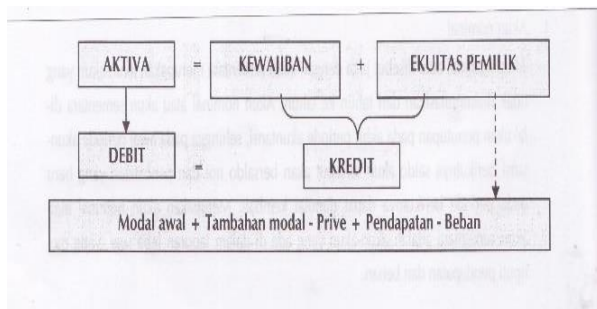 AKTIVA = KEWAJIBAN + EKUITAS PEMILIK
DEBIT = KREDIT
Modal awal + Tambahan modal - Prive + Pendapatan - Beban